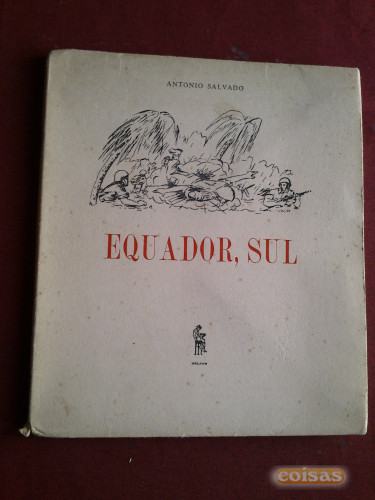 ANTONIO SALVADO
EQUADOR, SUL
coisas